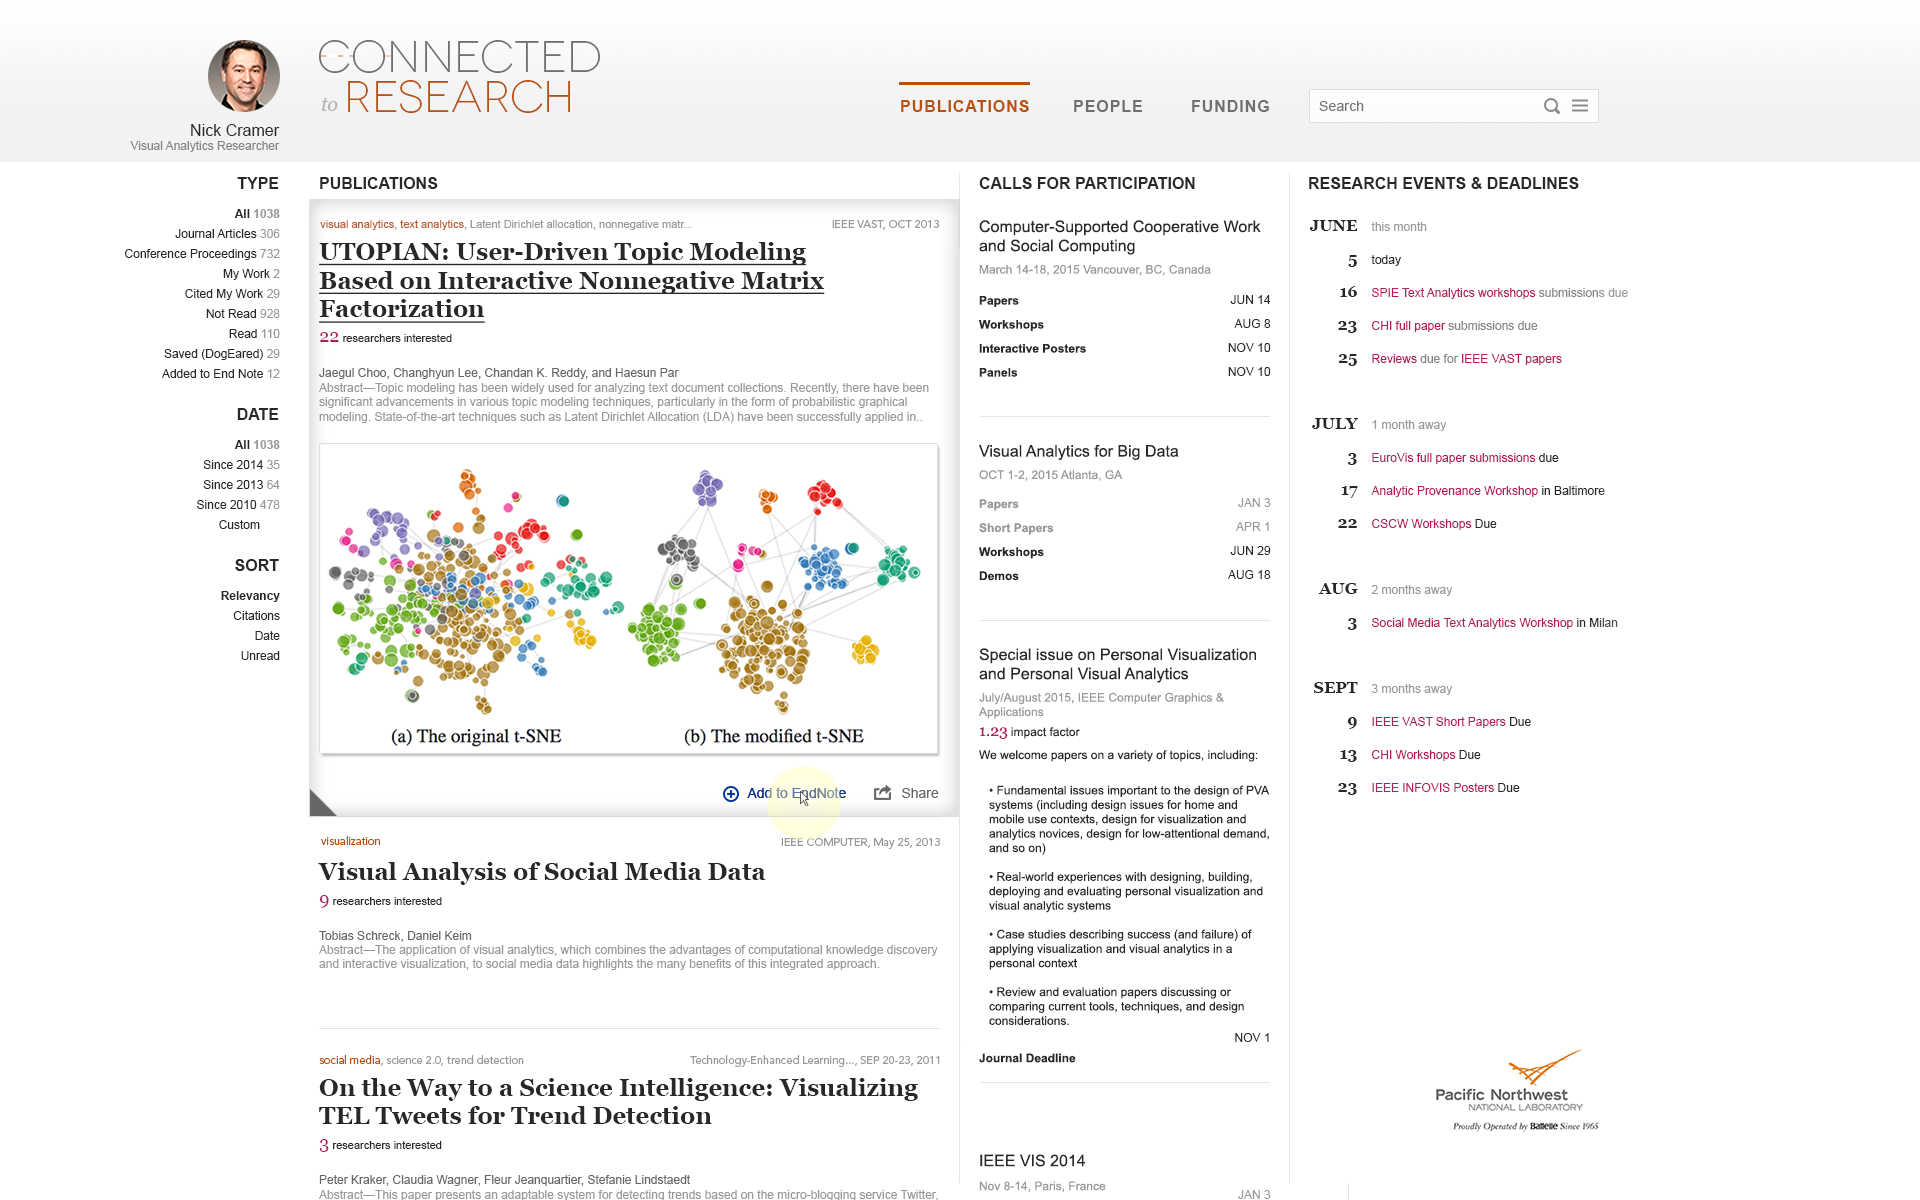 CONNECTED
to RESEARCH
Nick Cramer
Visual Analytics Researcher
PUBLICATIONS
PEOPLE
FUNDING
Search
TYPE
All 1038
Journal Articles 306
Conference Proceedings 732
My Work 2
Cited My Work 29
Not Read 928
Read 110
Saved (DogEared) 29
Added to End Note 12
DATE
All 1038
Since 2014 35
Since 2013 64
Since 2010 478
Custom
SORT
Relevancy
Citations
Date
Unread
PUBLICATIONS
visual analytics, text analytics, Latent Dirichlet allocation, nonnegative matr...
IEEE VAST, OCT 2013
UTOPIAN: User-Driven Topic Modeling
Based on Interactive Nonnegative Matrix
Factorization
22 researchers interested
Jaegul Choo, Changhyun Lee, Chandan K. Reddy, and Haesun Par
Abstract—Topic modeling has been widely used for analyzing text document collections. Recently, there have been
significant advancements in various topic modeling techniques, particularly in the form of probabilistic graphical
modeling. State-of-the-art techniques such as Latent Dirichlet Allocation (LDA) have been successfully applied in..
(a) The original t-SNE
(b) The modified t-SNE
Add to EndNote
Share
visualization
IEEE COMPUTER, May 25, 2013
Visual Analysis of Social Media Data
9 researchers interested
Tobias Schreck, Daniel Keim
Abstract—The application of visual analytics, which combines the advantages of computational knowledge discovery
and interactive visualization, to social media data highlights the many benefits of this integrated approach.
social media, science 2.0, trend detection
Technology-Enhanced Learning..., SEP 20-23, 2011
On the Way to a Science Intelligence: Visualizing
TEL Tweets for Trend Detection
3 researchers interested
Peter Kraker, Claudia Wagner, Fleur Jeanquartier, Stefanie Lindstaedt
Abstract—This paper presents an adaptable system for detecting trends based on the micro-blogging service Twitter,
CALLS FOR PARTICIPATION
Computer-Supported Cooperative Work
and Social Computing
March 14-18, 2015 Vancouver, BC, Canada
Papers JUN 14
Workshops AUG 8
Interactive Posters NOV 10
Panels NOV 10
Visual Analytics for Big Data
OCT 1-2, 2015 Atlanta, GA
Papers JAN 3
Short Papers APR 1
Workshops JUN 29
Demos AUG 18
Special issue on Personal Visualization
and Personal Visual Analytics
July/August 2015, IEEE Computer Graphics &
Applications
1.23 impact factor
We welcome papers on a variety of topics, including:
• Fundamental issues important to the design of PVA
systems (including design issues for home and
mobile use contexts, design for visualization and
analytics novices, design for low-attentional demand,
and so on)
• Real-world experiences with designing, building,
deploying and evaluating personal visualization and
visual analytic systems
• Case studies describing success (and failure) of
applying visualization and visual analytics in a
personal context
• Review and evaluation papers discussing or
comparing current tools, techniques, and design
considerations.
NOV 1
Journal Deadline
IEEE VIS 2014
Nov 8-14, Paris, France
JAN 3
RESEARCH EVENTS & DEADLINES
JUNE this month
5 today
16 SPIE Text Analytics workshops submissions due
23 CHI full paper submissions due
25 Reviews due for IEEE VAST papers
JULY 1 month away
3 EuroVis full paper submissions due
17 Analytic Provenance Workshop in Baltimore
22 CSCW Workshops Due
AUG 2 months away
3 Social Media Text Analytics Workshop in Milan
SEPT 3 months away
9 IEEE VAST Short Papers Due
13 CHI Workshops Due
23 IEEE INFOVIS Posters Due
Pacific Northwest
NATIONAL LABORATORY
Proudly Operated by Battelle Since 1965